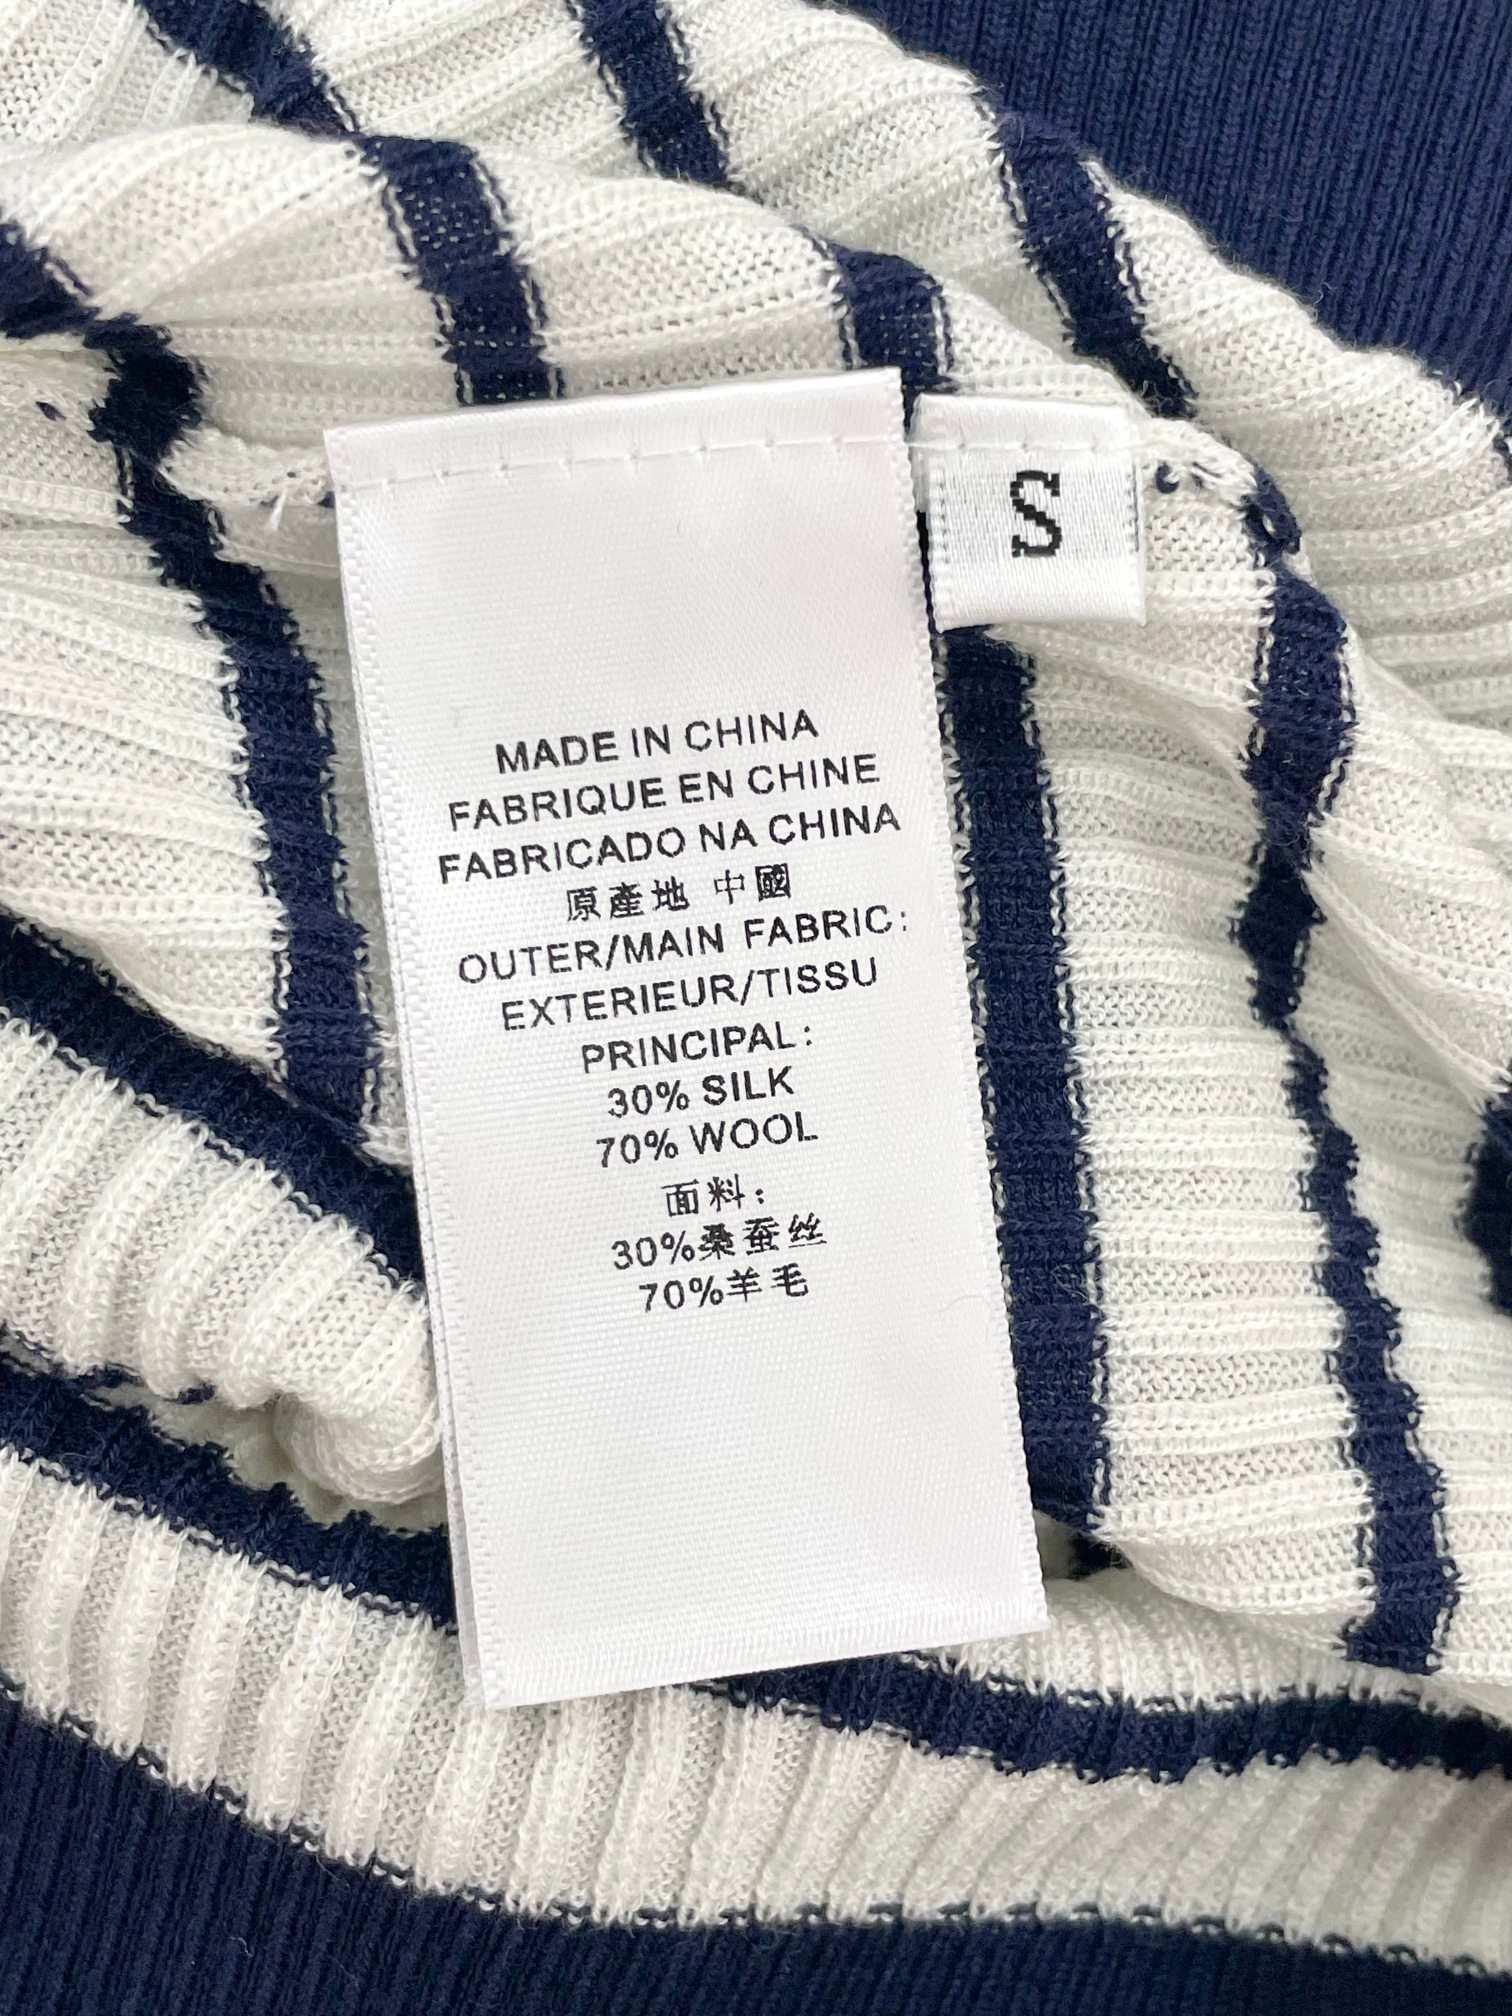 S
MADE IN CHINA
FABRIQUE EN CHINE
FABRICADO NA CHINA
原產地 中國
OUTER/MAIN FABRIC:
EXTERIEUR/TISSU
PRINCIPAL:
30% SILK
70% WOOL
面料:
30%桑蚕丝
70%羊毛